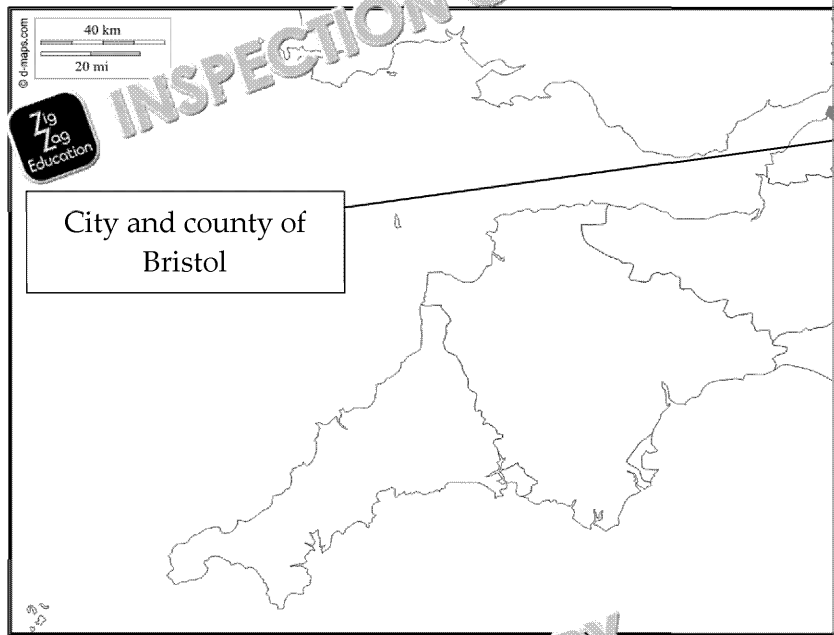 © d-maps.com
40 km
20 mi
INSPECTION
Zig
Zag
Education
City and county of
Bristol